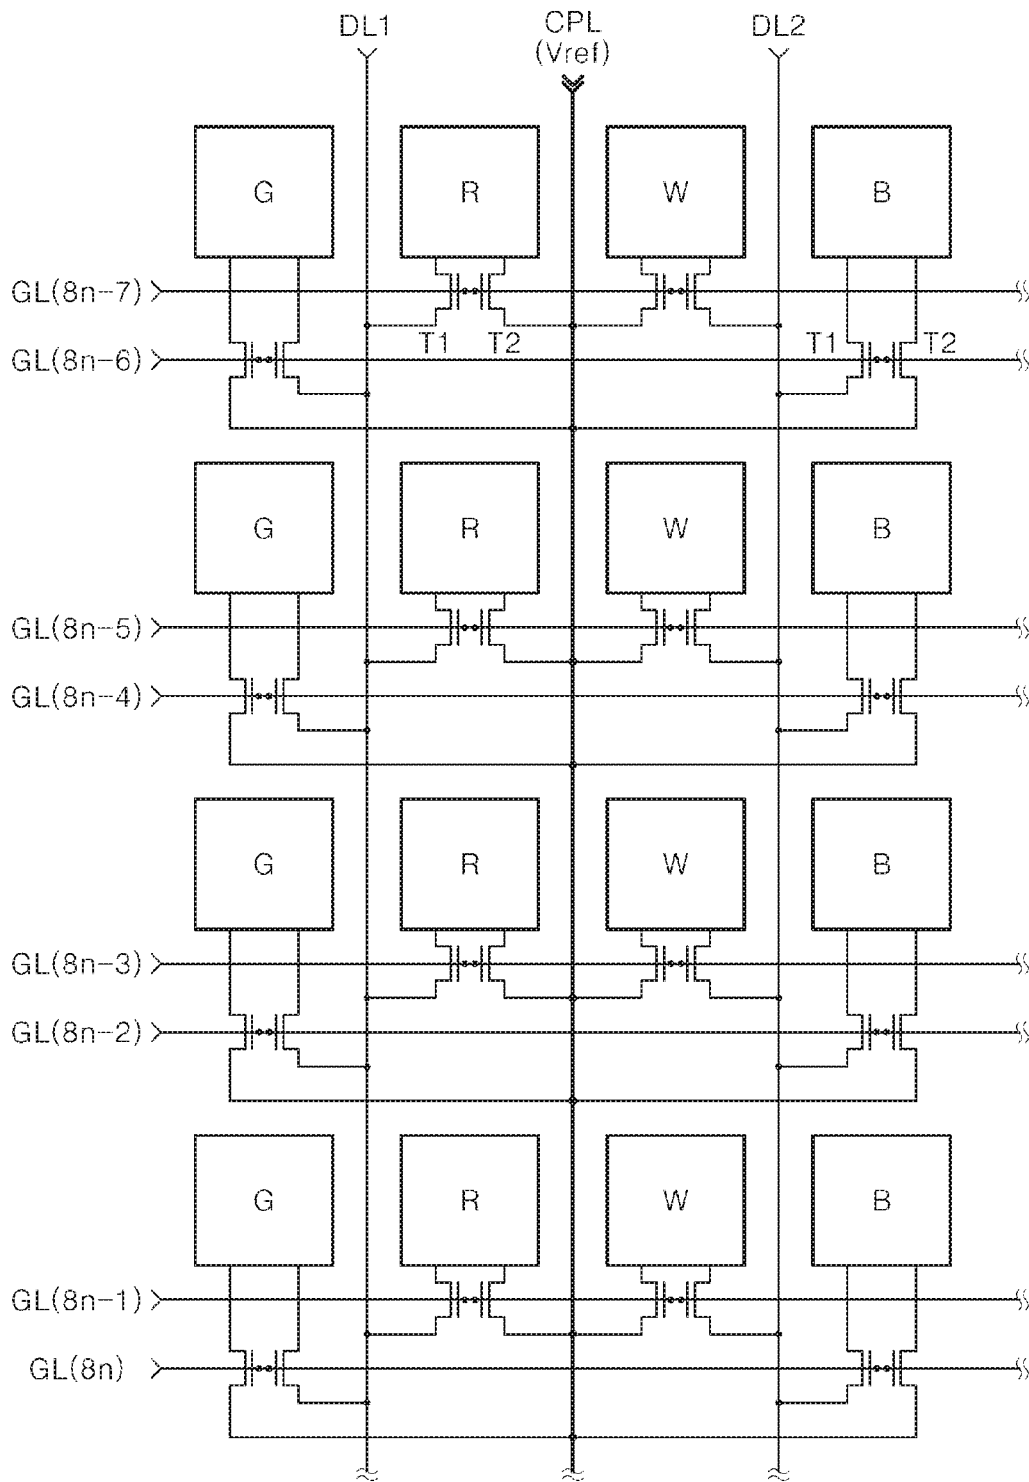 DL1 CPL DL2
(Vref)
G R W B
GL(8n-7)
T1 T2 T1 T2
GL(8n-6)
G R W B
GL(8n-5)
GL(8n-4)
G R W B
GL(8n-3)
GL(8n-2)
G R W B
GL(8n-1)
GL(8n)